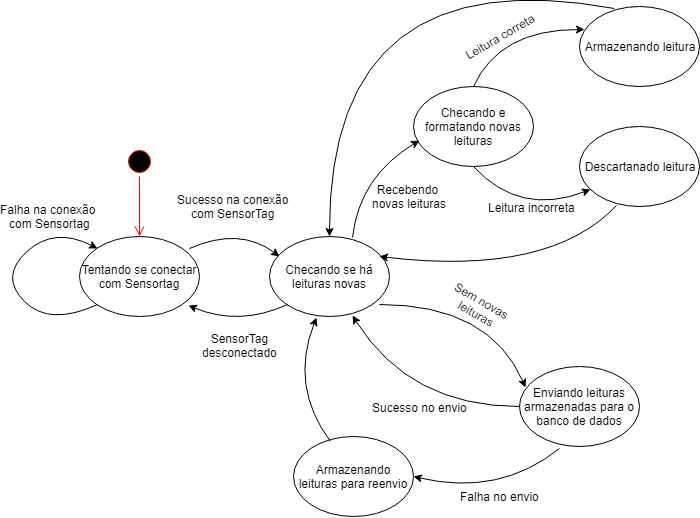 Leitura correta
Armazenando leitura
Checando e
formatando novas
leituras
Descartanado leitura
Recebendo
novas leituras
Leitura incorreta
Falha na conexão
com Sensortag
Sucesso na conexão
com SensorTag
Tentando se conectar
com Sensortag
Checando se há
leituras novas
Sem novas
leituras
SensorTag
desconectado
Sucesso no envio
Enviando leituras
armazenadas para o
banco de dados
Armazenando
leituras para reenvio
Falha no envio